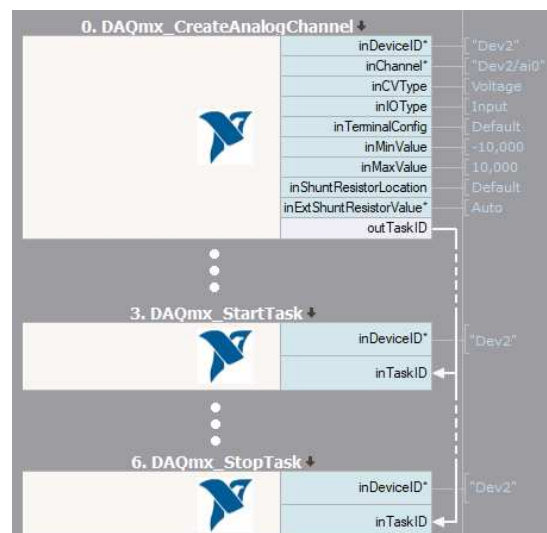 0. DAQmx_CreateAnalogChannel
inDeviceID* "Dev2"
inChannel* "Dev2/ai0"
inCVType Voltage
inIOType Input
inTerminalConfig Default
inMinValue -10,000
inMaxValue 10,000
inShuntResistorLocation Default
inExtShuntResistorValue* Auto
outTaskID
3. DAQmx_StartTask
inDeviceID* "Dev2"
inTaskID
6. DAQmx_StopTask
inDeviceID* "Dev2"
inTaskID